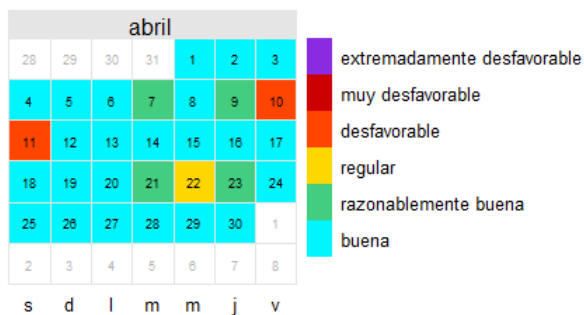 abril
28 29 30 31 1 2 3
4 5 6 7 8 9 10
11 12 13 14 15 16 17
18 19 20 21 22 23 24
25 26 27 28 29 30 1
2 3 4 5 6 7 8
s d l m m j v
extremadamente desfavorable
muy desfavorable
desfavorable
regular
razonablemente buena
buena